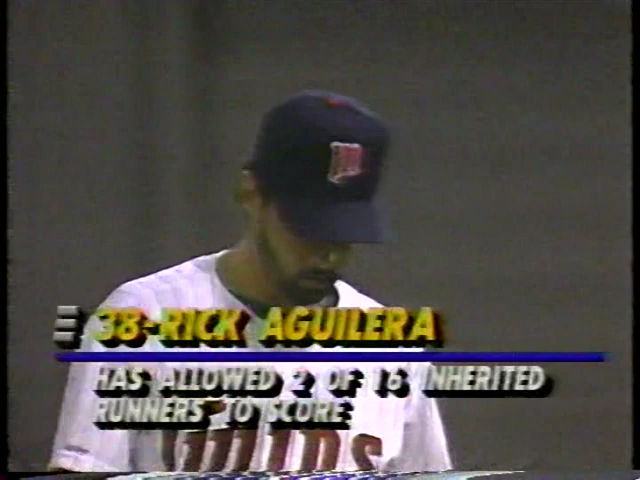 38-RICK AGUILERA
HAS ALLOWED 2 OF 16 INHERITED
RUNNERS TO SCORE